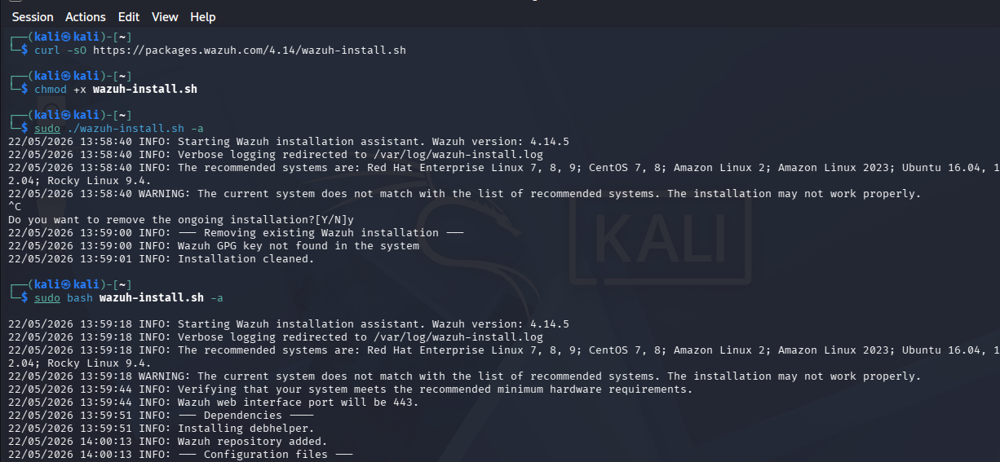 Session Actions Edit View Help
┌──(kali㉿kali)-[~]
└─$ curl -sO https://packages.wazuh.com/4.14/wazuh-install.sh
┌──(kali㉿kali)-[~]
└─$ chmod +x wazuh-install.sh
┌──(kali㉿kali)-[~]
└─$ sudo ./wazuh-install.sh -a
22/05/2026 13:58:40 INFO: Starting Wazuh installation assistant. Wazuh version: 4.14.5
22/05/2026 13:58:40 INFO: Verbose logging redirected to /var/log/wazuh-install.log
22/05/2026 13:58:40 INFO: The recommended systems are: Red Hat Enterprise Linux 7, 8, 9; CentOS 7, 8; Amazon Linux 2; Amazon Linux 2023; Ubuntu 16.04, 1
2.04; Rocky Linux 9.4.
22/05/2026 13:58:40 WARNING: The current system does not match with the list of recommended systems. The installation may not work properly.
^C
Do you want to remove the ongoing installation?[Y/N]y
22/05/2026 13:59:00 INFO: --- Removing existing Wazuh installation ---
22/05/2026 13:59:00 INFO: Wazuh GPG key not found in the system
22/05/2026 13:59:01 INFO: Installation cleaned.
KALI
┌──(kali㉿kali)-[~]
└─$ sudo bash wazuh-install.sh -a
22/05/2026 13:59:18 INFO: Starting Wazuh installation assistant. Wazuh version: 4.14.5
22/05/2026 13:59:18 INFO: Verbose logging redirected to /var/log/wazuh-install.log
22/05/2026 13:59:18 INFO: The recommended systems are: Red Hat Enterprise Linux 7, 8, 9; CentOS 7, 8; Amazon Linux 2; Amazon Linux 2023; Ubuntu 16.04, 1
2.04; Rocky Linux 9.4.
22/05/2026 13:59:18 WARNING: The current system does not match with the list of recommended systems. The installation may not work properly.
22/05/2026 13:59:44 INFO: Verifying that your system meets the recommended minimum hardware requirements.
22/05/2026 13:59:44 INFO: Wazuh web interface port will be 443.
22/05/2026 13:59:51 INFO: --- Dependencies ----
22/05/2026 13:59:51 INFO: Installing debhelper.
22/05/2026 14:00:13 INFO: Wazuh repository added.
22/05/2026 14:00:13 INFO: --- Configuration files ---